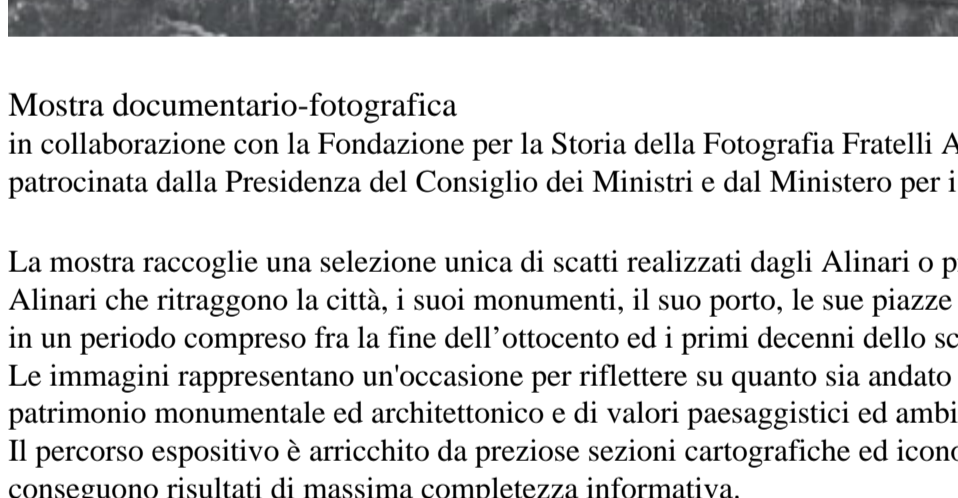 Mostra documentario-fotografica
in collaborazione con la Fondazione per la Storia della Fotografia Fratelli
patrocinata dalla Presidenza del Consiglio dei Ministri e dal Ministero per i
La mostra raccoglie una selezione unica di scatti realizzati dagli Alinari o
Alinari che ritraggono la città, i suoi monumenti, il suo porto, le sue piazze
in un periodo compreso fra la fine dell’ottocento ed i primi decenni dello
Le immagini rappresentano un'occasione per riflettere su quanto sia andato
patrimonio monumentale ed architettonico e di valori paesaggistici ed
Il percorso espositivo è arricchito da preziose sezioni cartografiche ed
conseguono risultati di massima completezza informativa.